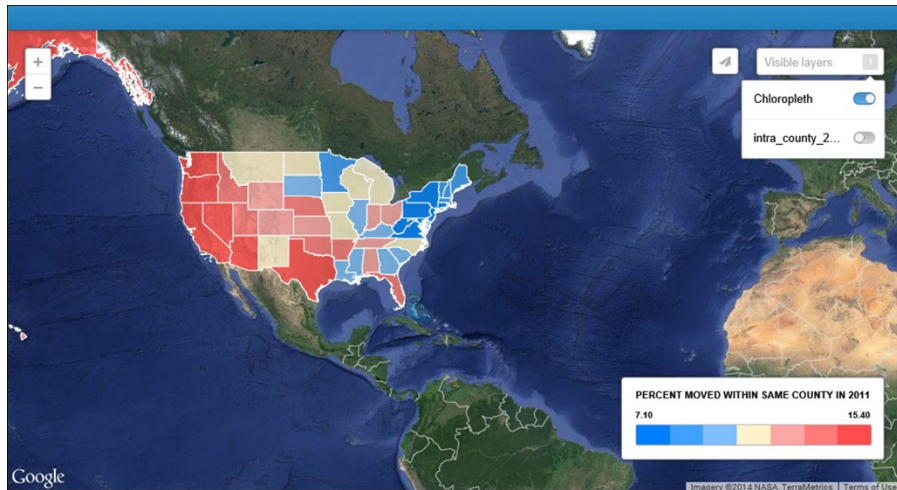 +
−
Visible layers 1
Chloropleth
intra_county_2...
PERCENT MOVED WITHIN SAME COUNTY IN 2011
7.10 15.40
Google
Imagery ©2014 NASA, TerraMetrics Terms of Use